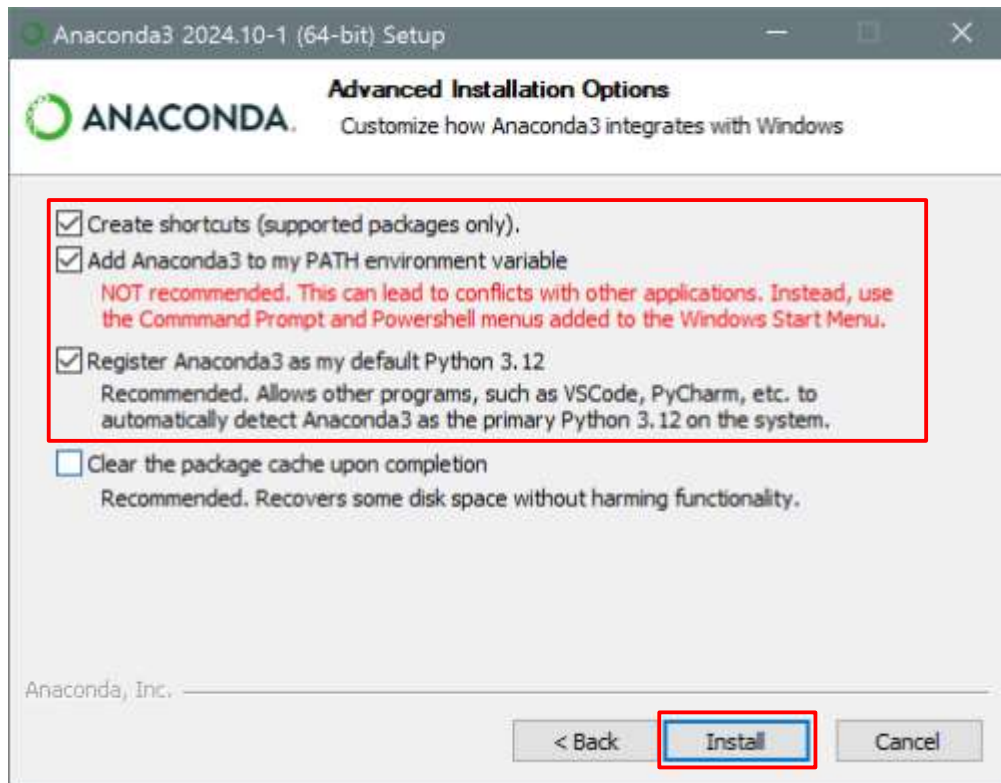 Anaconda3 2024.10-1 (64-bit) Setup
ANACONDA.
Advanced Installation Options
Customize how Anaconda3 integrates with Windows
Create shortcuts (supported packages only).
Add Anaconda3 to my PATH environment variable
NOT recommended. This can lead to conflicts with other applications. Instead, use
the Commmand Prompt and Powershell menus added to the Windows Start Menu.
Register Anaconda3 as my default Python 3.12
Recommended. Allows other programs, such as VSCode, PyCharm, etc. to
automatically detect Anaconda3 as the primary Python 3.12 on the system.
Clear the package cache upon completion
Recommended. Recovers some disk space without harming functionality.
Anaconda, Inc.
< Back
Install
Cancel